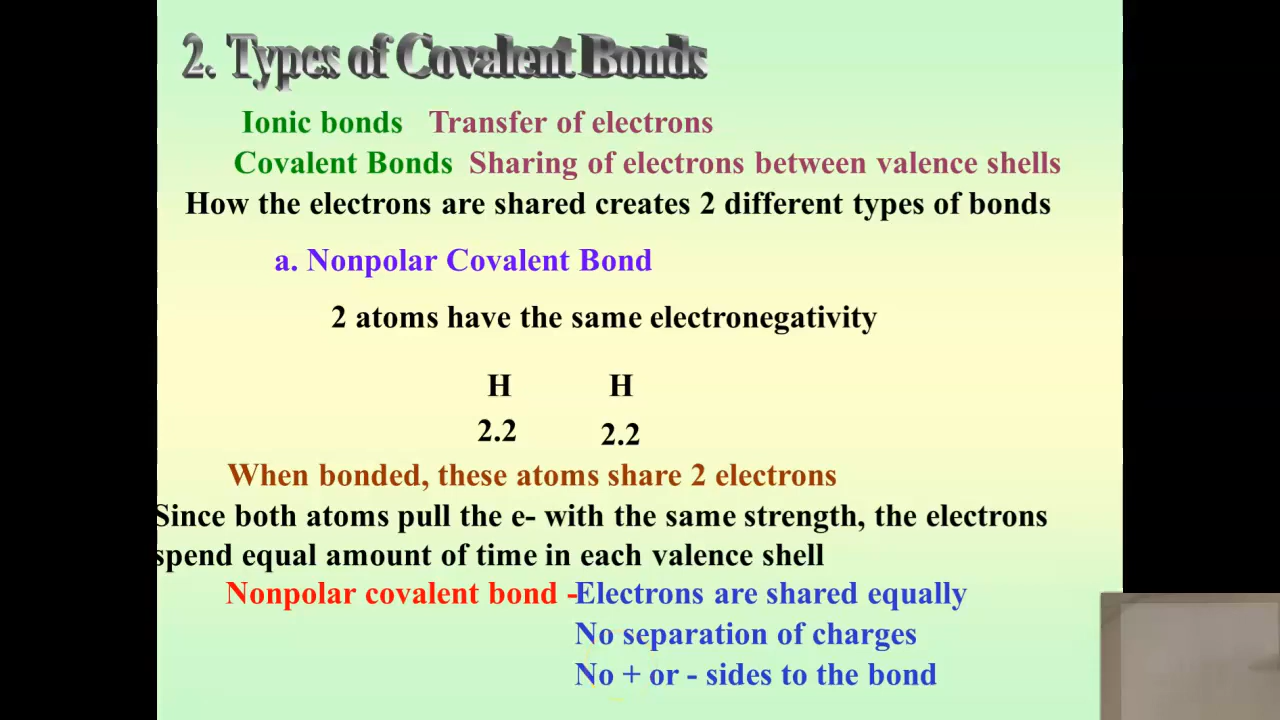 2. Types of Covalent Bonds
Ionic bonds Transfer of electrons
Covalent Bonds Sharing of electrons between valence shells
How the electrons are shared creates 2 different types of bonds
a. Nonpolar Covalent Bond
2 atoms have the same electronegativity
H H
2.2 2.2
When bonded, these atoms share 2 electrons
Since both atoms pull the e- with the same strength, the electrons
spend equal amount of time in each valence shell
Nonpolar covalent bond -Electrons are shared equally
No separation of charges
No + or - sides to the bond